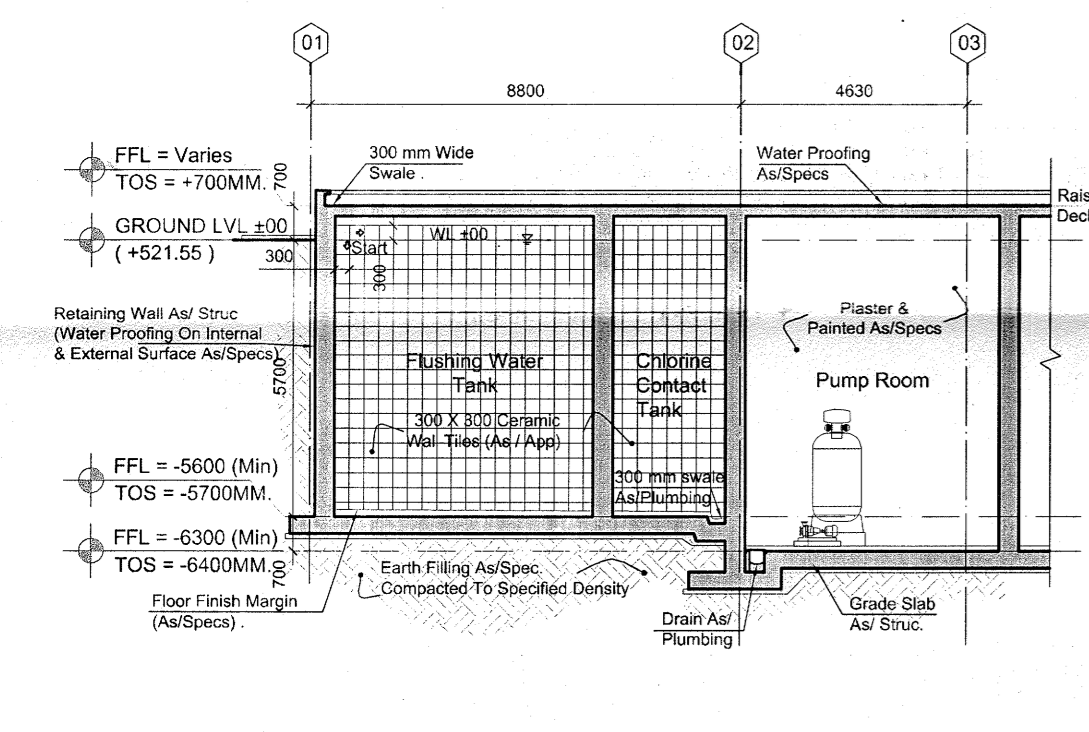 01
02
03
8800
4630
FFL = Varies
TOS = +700MM.
700
300 mm Wide
Swale .
Water Proofing
As/Specs
Rais
Deck
GROUND LVL ±00
( +521.55 )
300
WL ±00
Start
300
Retaining Wall As/ Struc
(Water Proofing On Internal
& External Surface As/Specs)
5700
Plaster &
Painted As/Specs
Flushing Water
Tank
Chlorine
Contact
Tank
Pump Room
300 X 300 Ceramic
Wall Tiles (As / App)
FFL = -5600 (Min)
TOS = -5700MM.
300 mm swale
As/Plumbing
FFL = -6300 (Min)
TOS = -6400MM.
700
Earth Filling As/Spec.
Compacted To Specified Density
Floor Finish Margin
(As/Specs) .
Drain As/
Plumbing
Grade Slab
As/ Struc.